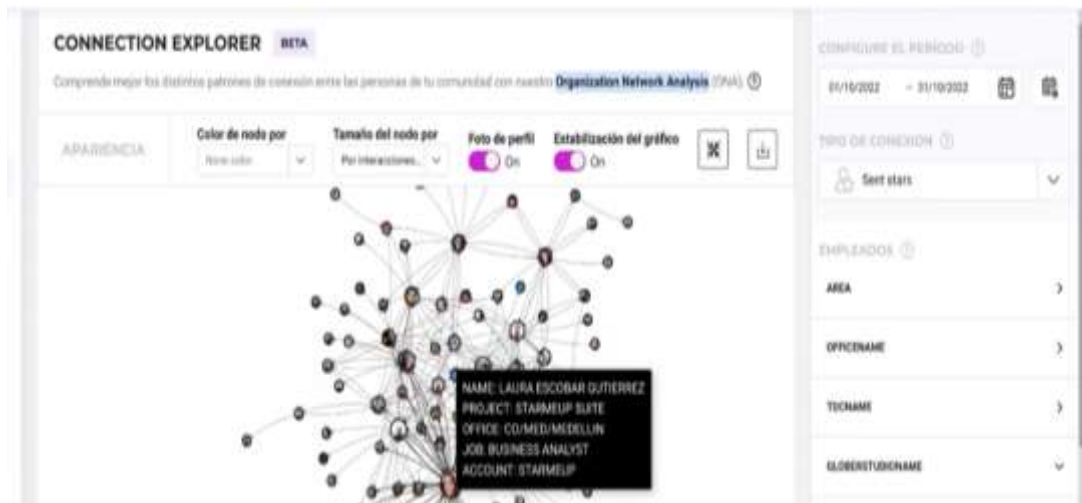 CONNECTION EXPLORER BETA
Comprende mejor los distintos patrones de conexión entre las personas de tu comunidad con nuestro Organization Network Analysis (ONA).
APARIENCIA
Color de nodo por
None color
Tamaño del nodo por
Por interacciones...
Foto de perfil
On
Estabilización del gráfico
On
NAME: LAURA ESCOBAR GUTIERREZ
PROJECT: STARMEUP SUITE
OFFICE: CO/MED/MEDELLIN
JOB: BUSINESS ANALYST
ACCOUNT: STARMEUP
CONFIGURE EL PERÍODO
01/10/2022 - 31/10/2022
TIPO DE CONEXION
Sent stars
EMPLEADOS
AREA
OFFICENAME
TECNAME
GLOBERSTUDIONAME